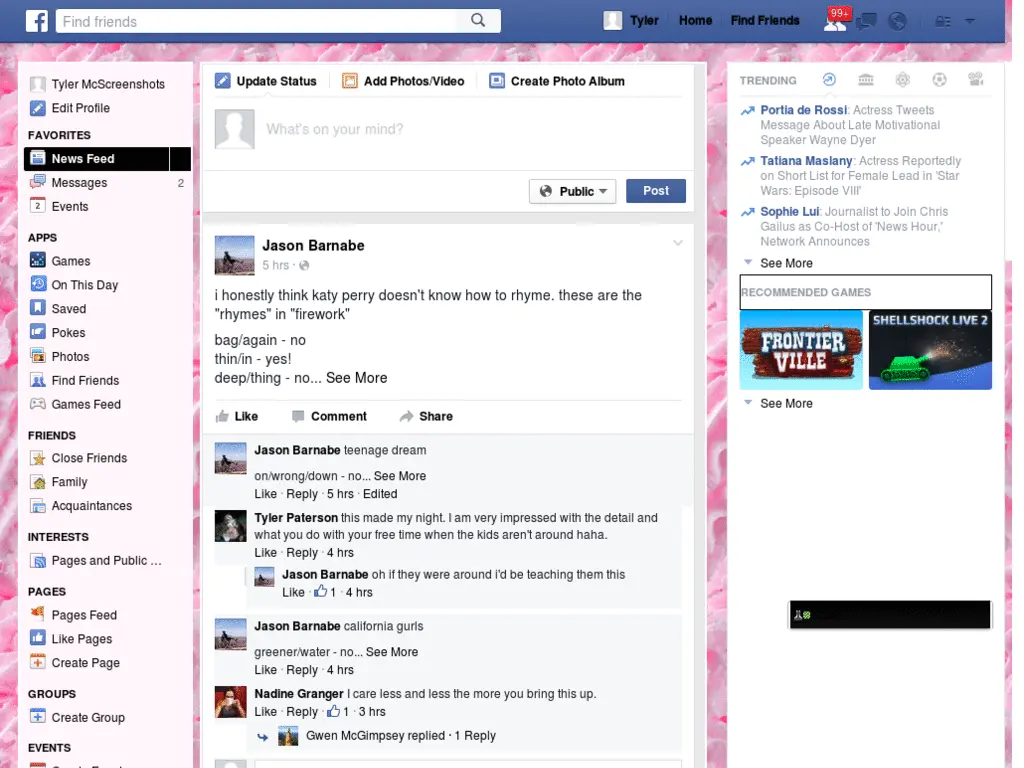 f
Find friends
Tyler
Home
Find Friends
99+
Tyler McScreenshots
Edit Profile
FAVORITES
News Feed
Messages
2
Events
APPS
Games
On This Day
Saved
Pokes
Photos
Find Friends
Games Feed
FRIENDS
Close Friends
Family
Acquaintances
INTERESTS
Pages and Public ...
PAGES
Pages Feed
Like Pages
Create Page
GROUPS
Create Group
EVENTS
Update Status
Add Photos/Video
Create Photo Album
What's on your mind?
Public
Post
Jason Barnabe
5 hrs ·
i honestly think katy perry doesn't know how to rhyme. these are the
"rhymes" in "firework"
bag/again - no
thin/in - yes!
deep/thing - no... See More
Like
Comment
Share
Jason Barnabe teenage dream
on/wrong/down - no... See More
Like · Reply · 5 hrs · Edited
Tyler Paterson this made my night. I am very impressed with the detail and
what you do with your free time when the kids aren't around haha.
Like · Reply · 4 hrs
Jason Barnabe oh if they were around i'd be teaching them this
Like · 1 · 4 hrs
Jason Barnabe california gurls
greener/water - no... See More
Like · Reply · 4 hrs
Nadine Granger I care less and less the more you bring this up.
Like · Reply · 1 · 3 hrs
Gwen McGimpsey replied · 1 Reply
TRENDING
Portia de Rossi: Actress Tweets
Message About Late Motivational
Speaker Wayne Dyer
Tatiana Maslany: Actress Reportedly
on Short List for Female Lead in 'Star
Wars: Episode VIII'
Sophie Lui: Journalist to Join Chris
Gailus as Co-Host of 'News Hour,'
Network Announces
See More
RECOMMENDED GAMES
FRONTIER
VILLE
SHELLSHOCK LIVE 2
See More